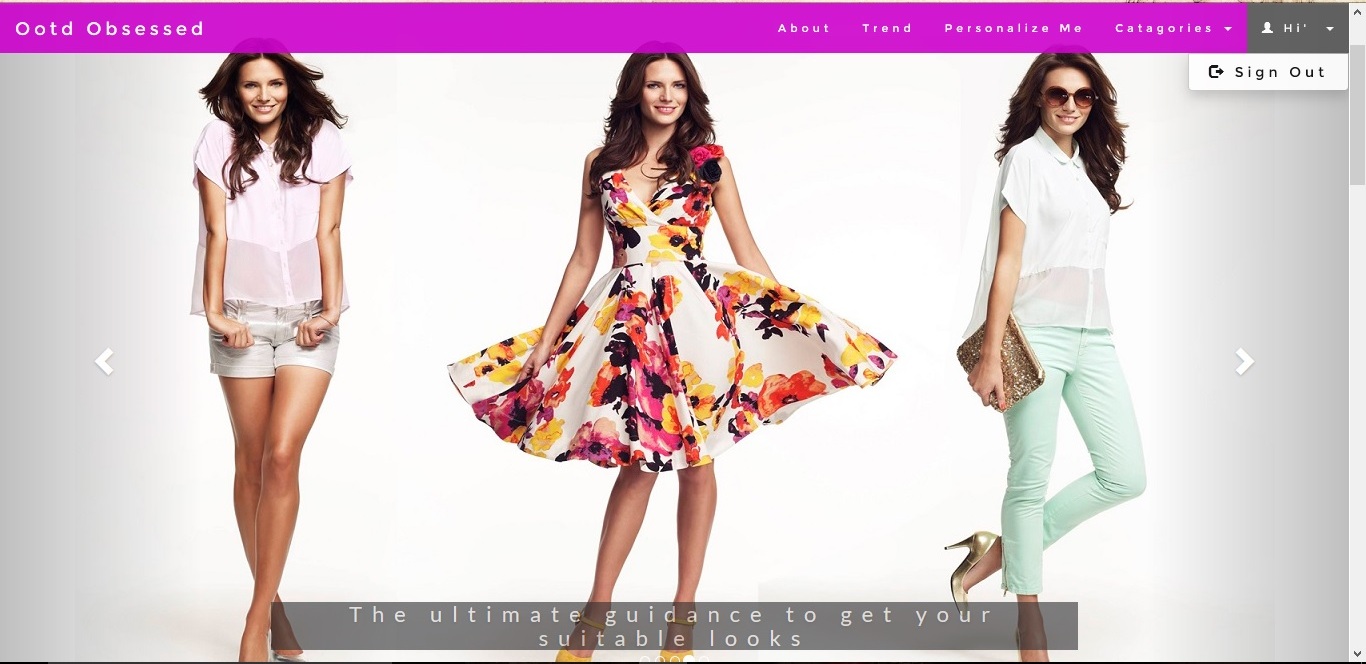 Ootd Obsessed
About Trend Personalize Me Catagories Hi'
Sign Out
The ultimate guidance to get your
suitable looks